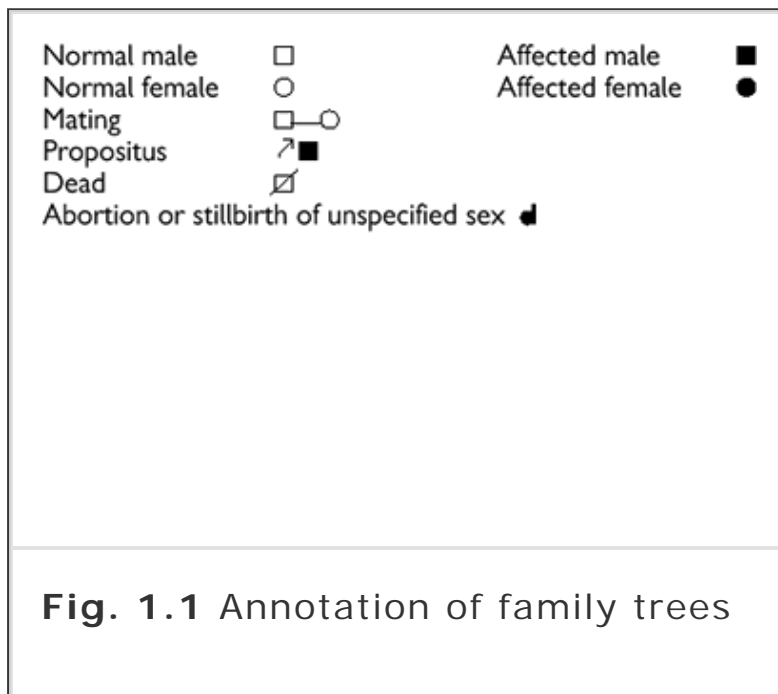 Normal male Affected male
Normal female Affected female
Mating
Propositus
Dead
Abortion or stillbirth of unspecified sex
Fig. 1.1 Annotation of family trees